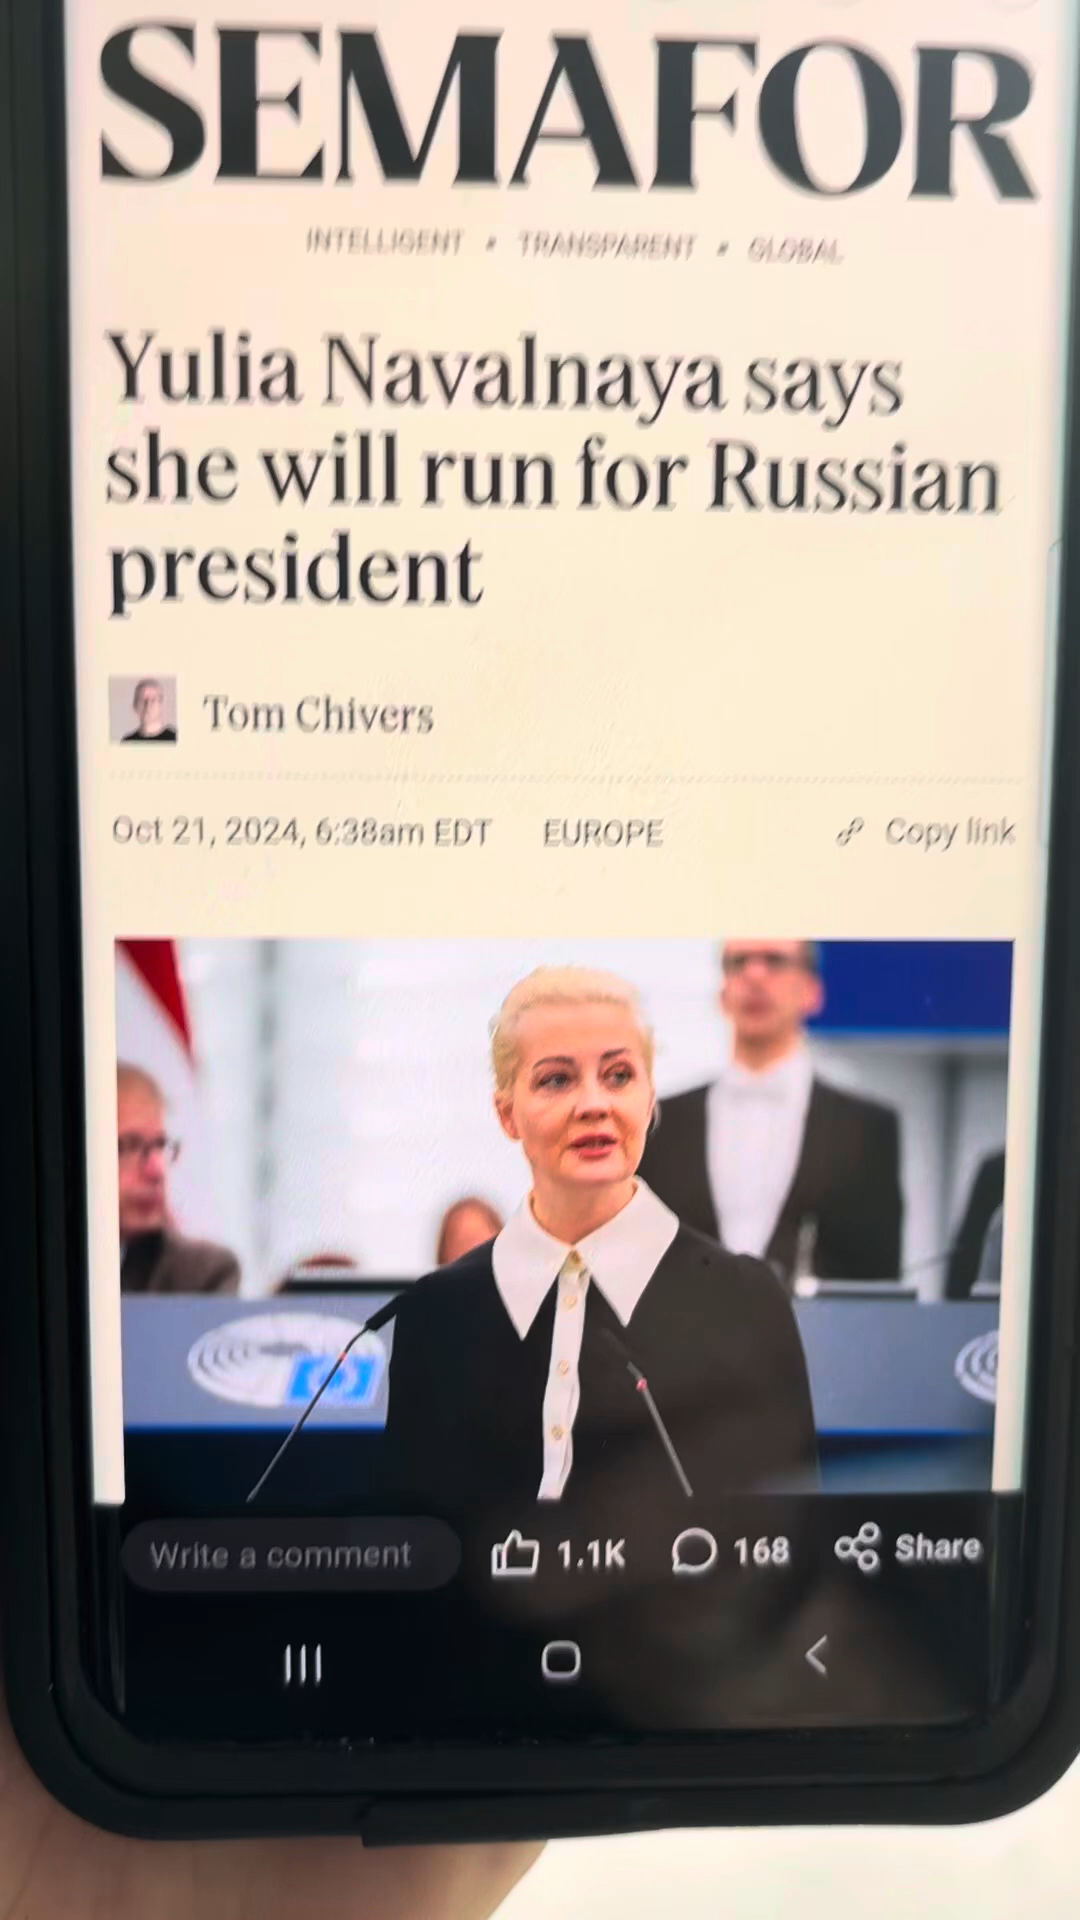 SEMAFOR
INTELLIGENT • TRANSPARENT • GLOBAL
Yulia Navalnaya says
she will run for Russian
president
Tom Chivers
Oct 21, 2024, 6:38am EDT EUROPE Copy link
Write a comment 1.1K 168 Share